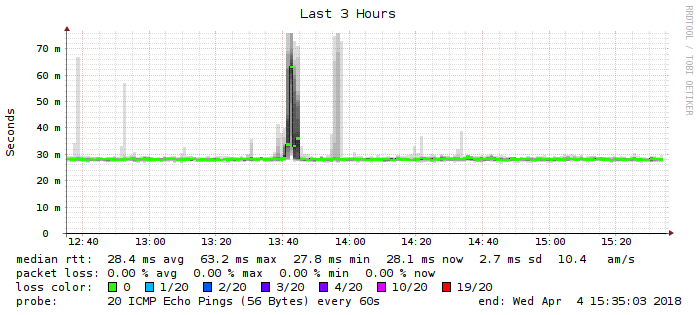 Last 3 Hours
RRDTOOL / TOBI OETIKER
Seconds
70 m
60 m
50 m
40 m
30 m
20 m
10 m
0
12:40 13:00 13:20 13:40 14:00 14:20 14:40 15:00 15:20
median rtt: 28.4 ms avg 63.2 ms max 27.8 ms min 28.1 ms now 2.7 ms sd 10.4 am/s
packet loss: 0.00 % avg 0.00 % max 0.00 % min 0.00 % now
loss color: 0 1/20 2/20 3/20 4/20 10/20 19/20
probe: 20 ICMP Echo Pings (56 Bytes) every 60s end: Wed Apr 4 15:35:03 2018